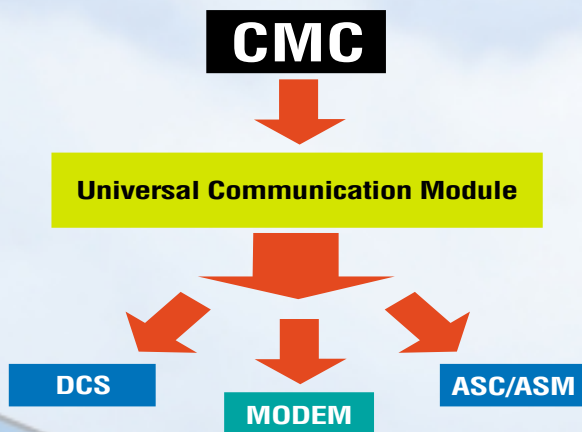 CMC
Universal Communication Module
DCS
MODEM
ASC/ASM